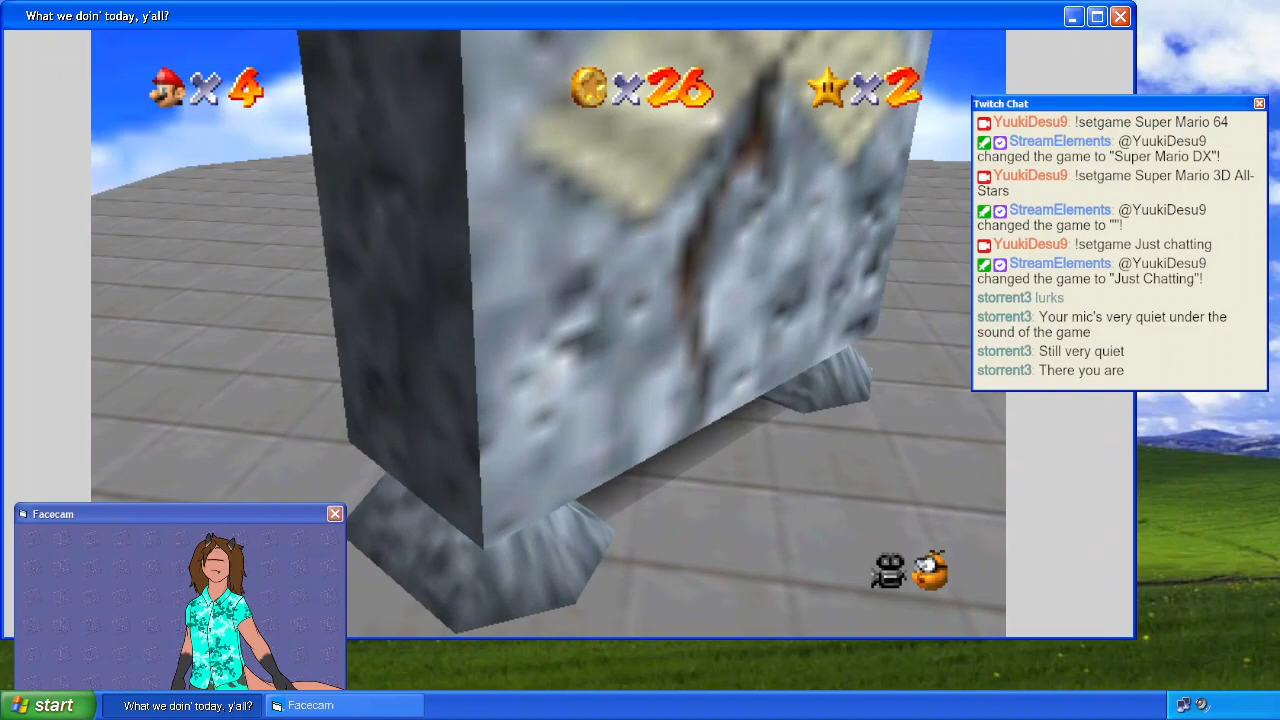 What we doin' today, y'all?
×4
×26
×2
Twitch Chat
YuukiDesu9: !setgame Super Mario 64
StreamElements: @YuukiDesu9
changed the game to "Super Mario DX"!
YuukiDesu9: !setgame Super Mario 3D All-
Stars
StreamElements: @YuukiDesu9
changed the game to ""!
YuukiDesu9: !setgame Just chatting
StreamElements: @YuukiDesu9
changed the game to "Just Chatting"!
storrent3 lurks
storrent3: Your mic's very quiet under the
sound of the game
storrent3: Still very quiet
storrent3: There you are
Facecam
start
What we doin' today, y'all?
Facecam